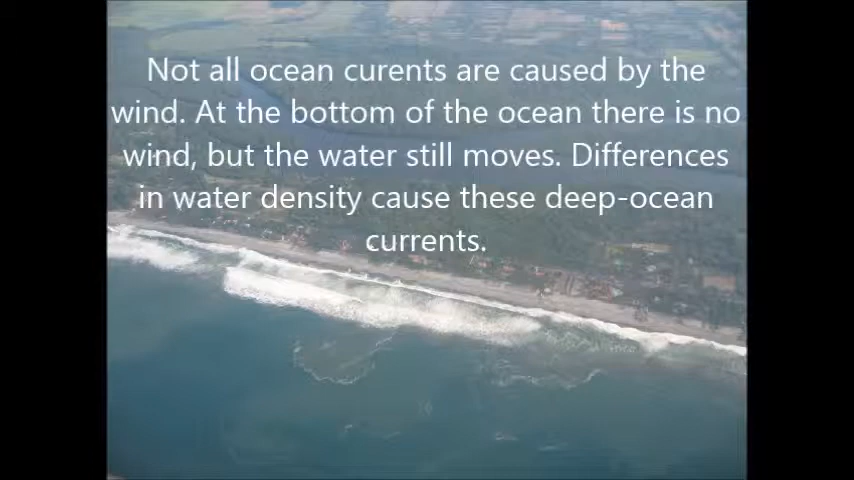 Not all ocean curents are caused by the
wind. At the bottom of the ocean there is no
wind, but the water still moves. Differences
in water density cause these deep-ocean
currents.